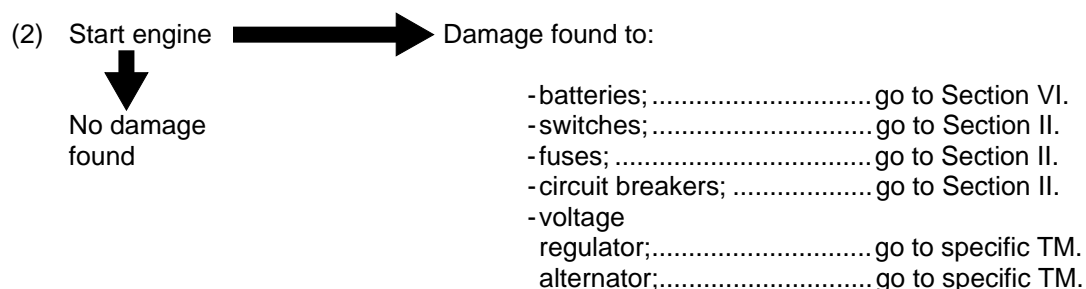 (2) Start engine Damage found to:
-batteries;..............................go to Section VI.
No damage -switches;..............................go to Section II.
found -fuses; ...................................go to Section II.
-circuit breakers; ...................go to Section II.
-voltage
regulator;..............................go to specific TM.
alternator;.............................go to specific TM.